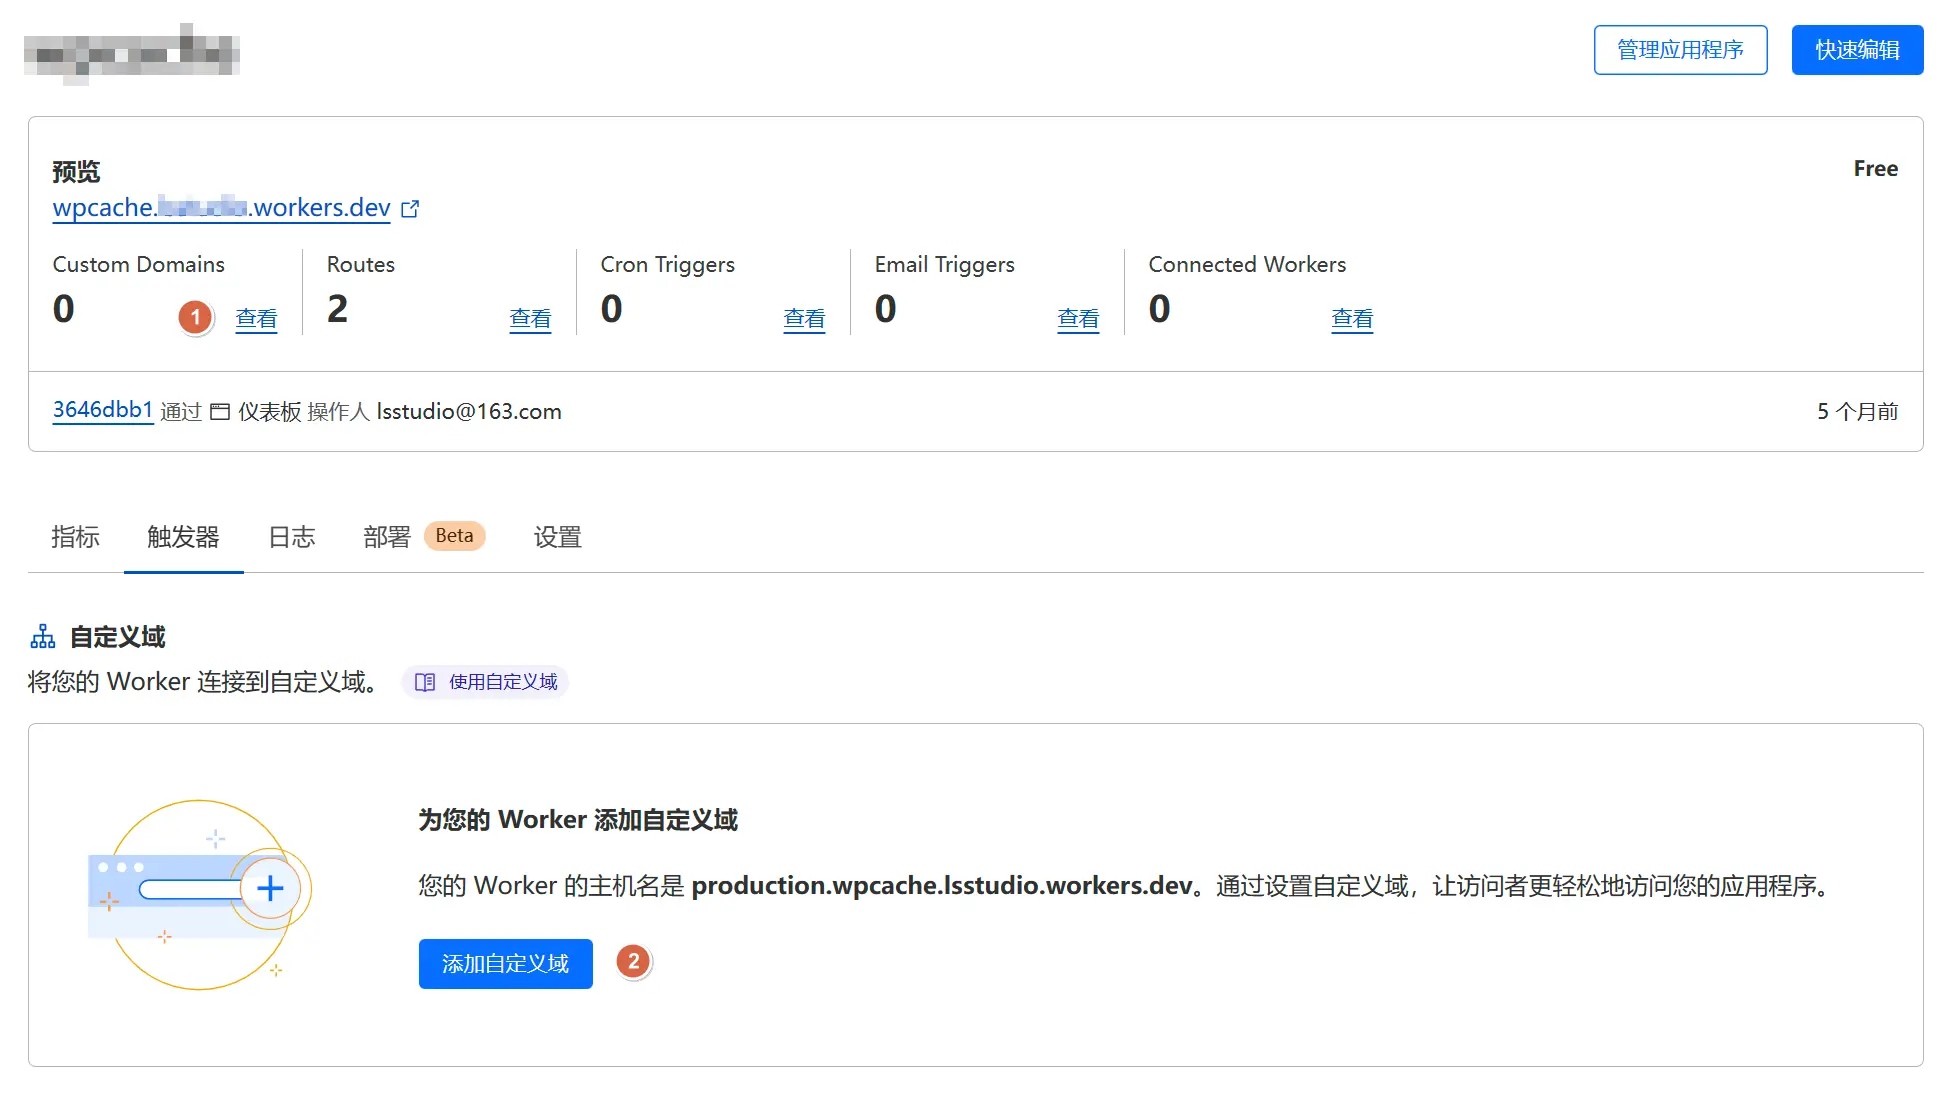 管理应用程序 快速编辑
预览 Free
wpcache. .workers.dev
Custom Domains Routes Cron Triggers Email Triggers Connected Workers
0 1 查看 2 查看 0 查看 0 查看 0 查看
3646dbb1 通过 仪表板 操作人 lsstudio@163.com 5 个月前
指标 触发器 日志 部署 Beta 设置
自定义域
将您的 Worker 连接到自定义域。 使用自定义域
为您的 Worker 添加自定义域
您的 Worker 的主机名是 production.wpcache.lsstudio.workers.dev。通过设置自定义域，让访问者更轻松地访问您的应用程序。
添加自定义域 2